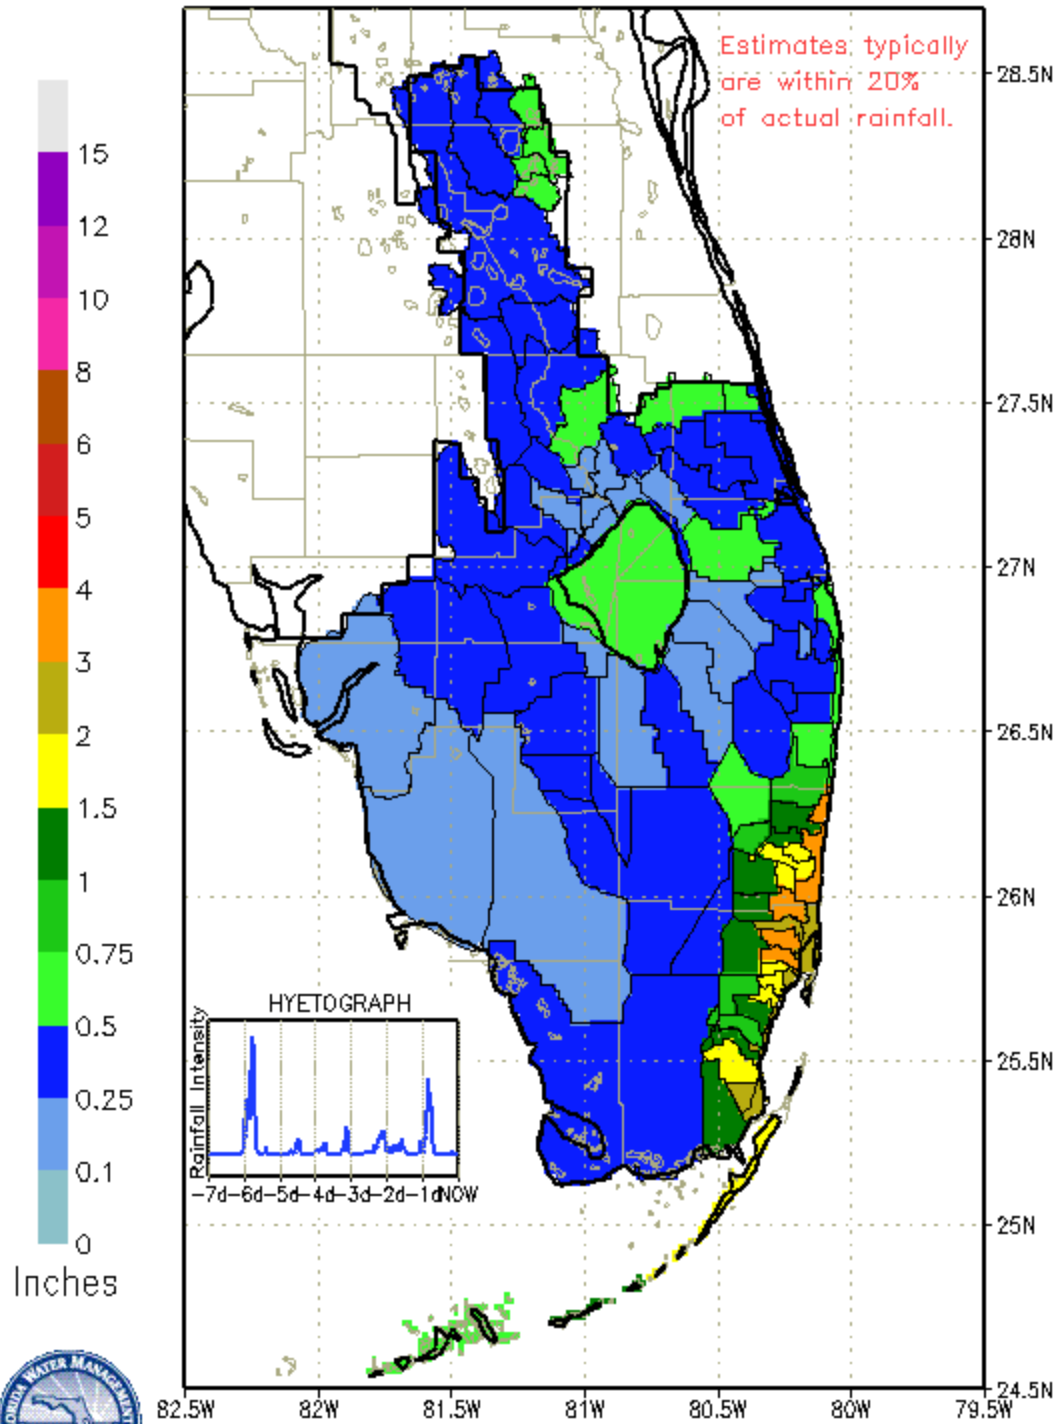 Estimates typically
are within 20%
of actual rainfall.
15
12
10
8
6
5
4
3
2
1.5
1
0.75
0.5
0.25
0.1
0
Inches
28.5N
28N
27.5N
27N
26.5N
26N
25.5N
25N
24.5N
82.5W
82W
81.5W
81W
80.5W
80W
79.5W
HYETOGRAPH
Rainfall Intensity
-7d-6d-5d-4d-3d-2d-1dNOW
WATER